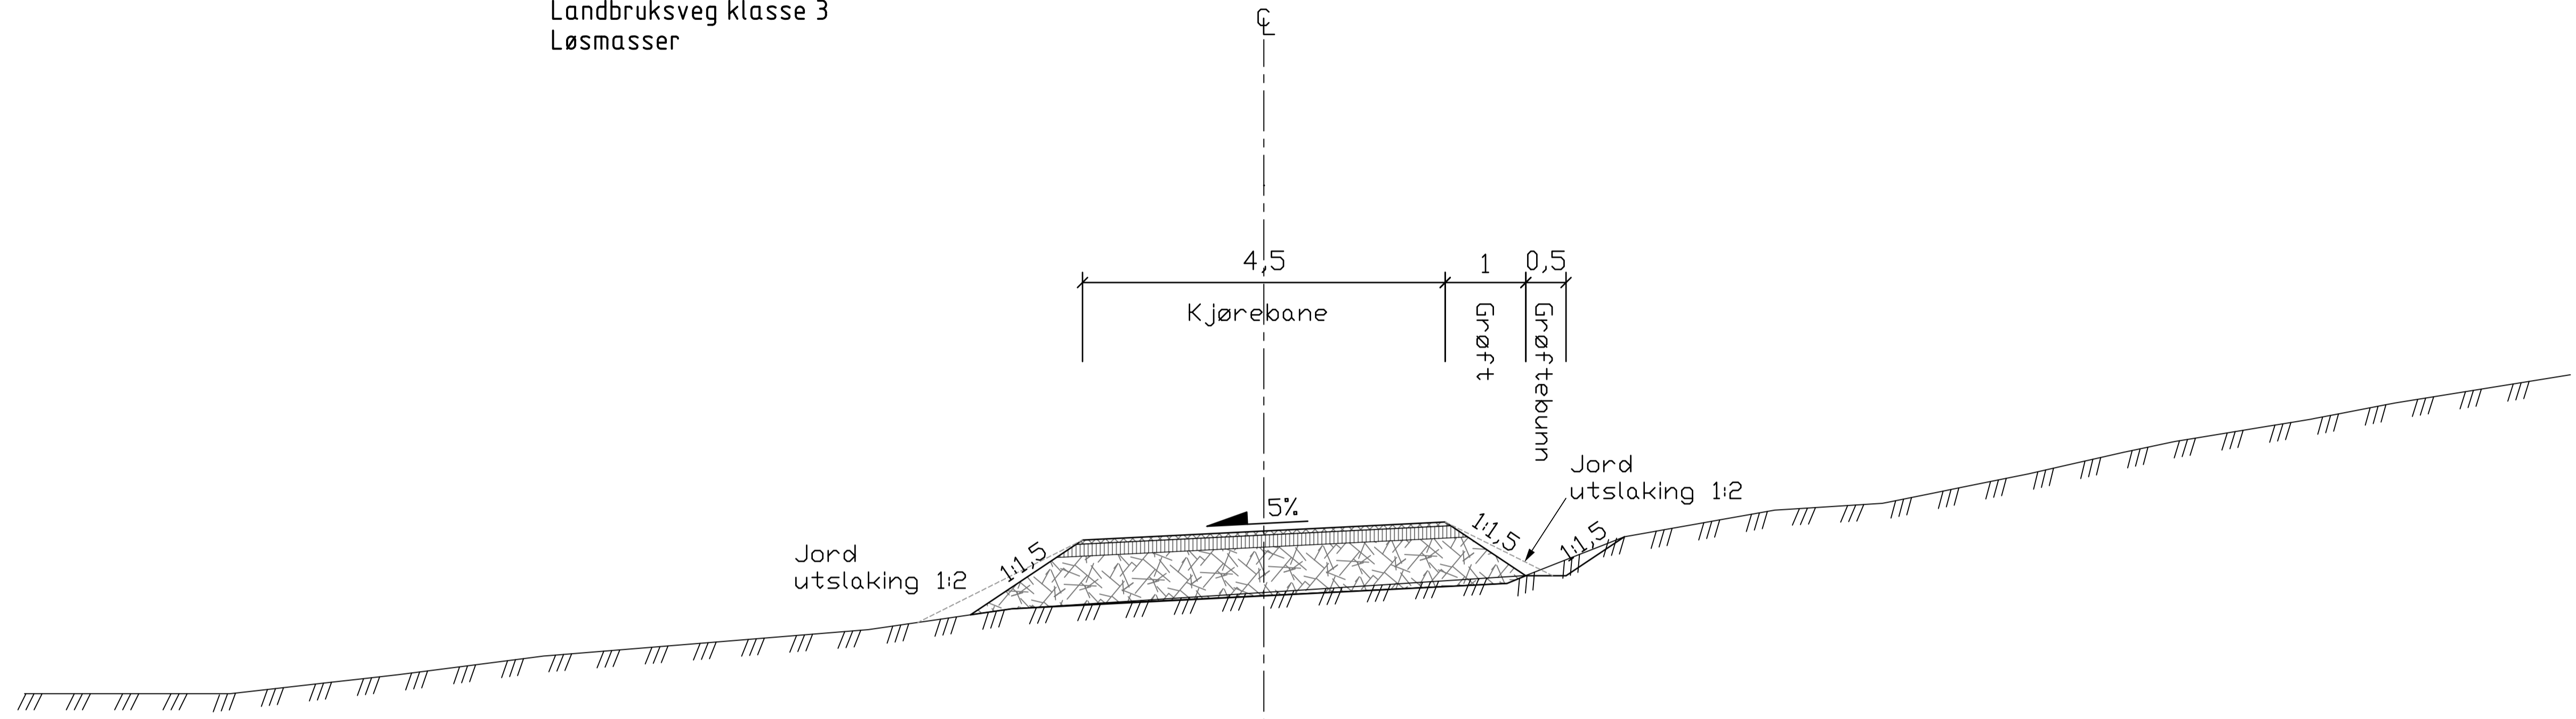 Landbruksveg klasse 3
Løsmasser
℄
4,5
1
0,5
Kjørebane
Grøft
Grøftebunn
Jord
utslaking 1:2
5%
1:1,5
1:1,5
1:1,5
Jord
utslaking 1:2